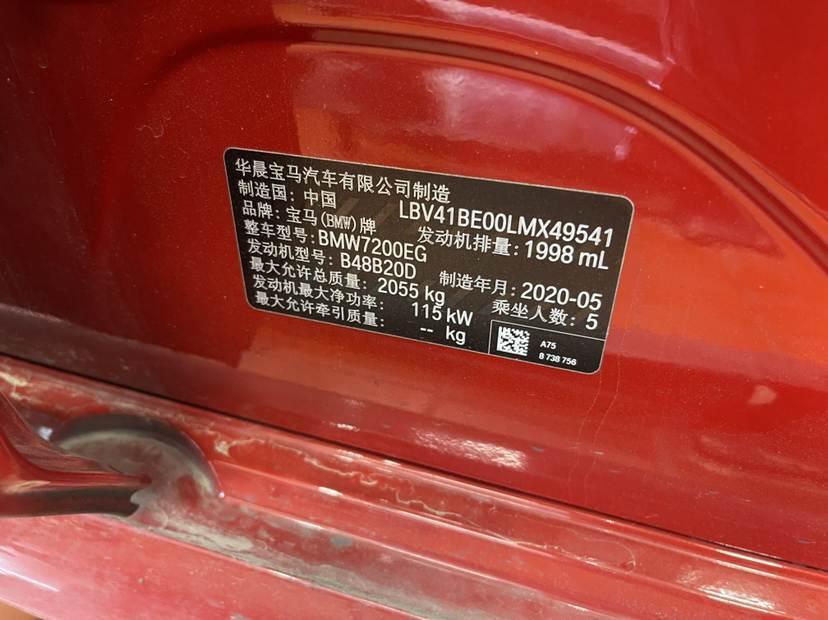 华晨宝马汽车有限公司制造
制造国: 中国 LBV41BE00LMX49541
品牌: 宝马(BMW)牌 发动机排量: 1998 mL
整车型号: BMW7200EG
发动机型号: B48B20D 制造年月: 2020-05
最大允许总质量: 2055 kg 乘坐人数: 5
发动机最大净功率: 115 kW
最大允许牵引质量: -- kg
A75
8 738 756